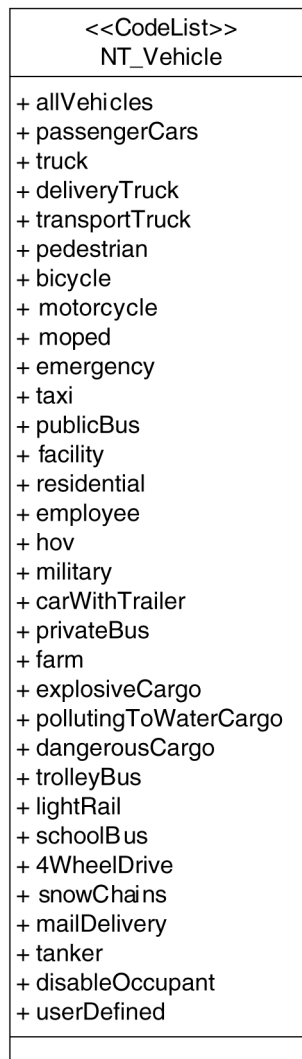 <<CodeList>>
NT_Vehicle
+ allVehicles
+ passengerCars
+ truck
+ deliveryTruck
+ transportTruck
+ pedestrian
+ bicycle
+ motorcycle
+ moped
+ emergency
+ taxi
+ publicBus
+ facility
+ residential
+ employee
+ hov
+ military
+ carWithTrailer
+ privateBus
+ farm
+ explosiveCargo
+ pollutingToWaterCargo
+ dangerousCargo
+ trolleyBus
+ lightRail
+ schoolBus
+ 4WheelDrive
+ snowChains
+ mailDelivery
+ tanker
+ disableOccupant
+ userDefined